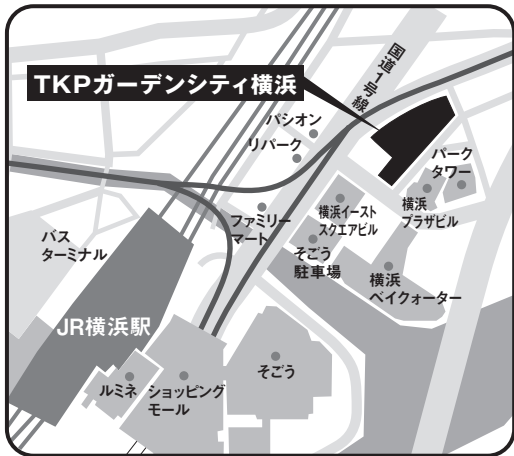 国道1号線
TKPガーデンシティ横浜
パシオン
リパーク
パーク
タワー
横浜
プラザビル
横浜イースト
スクエアビル
ファミリー
マート
そごう
駐車場
バス
ターミナル
横浜
ベイクォーター
JR横浜駅
そごう
ルミネ
ショッピング
モール